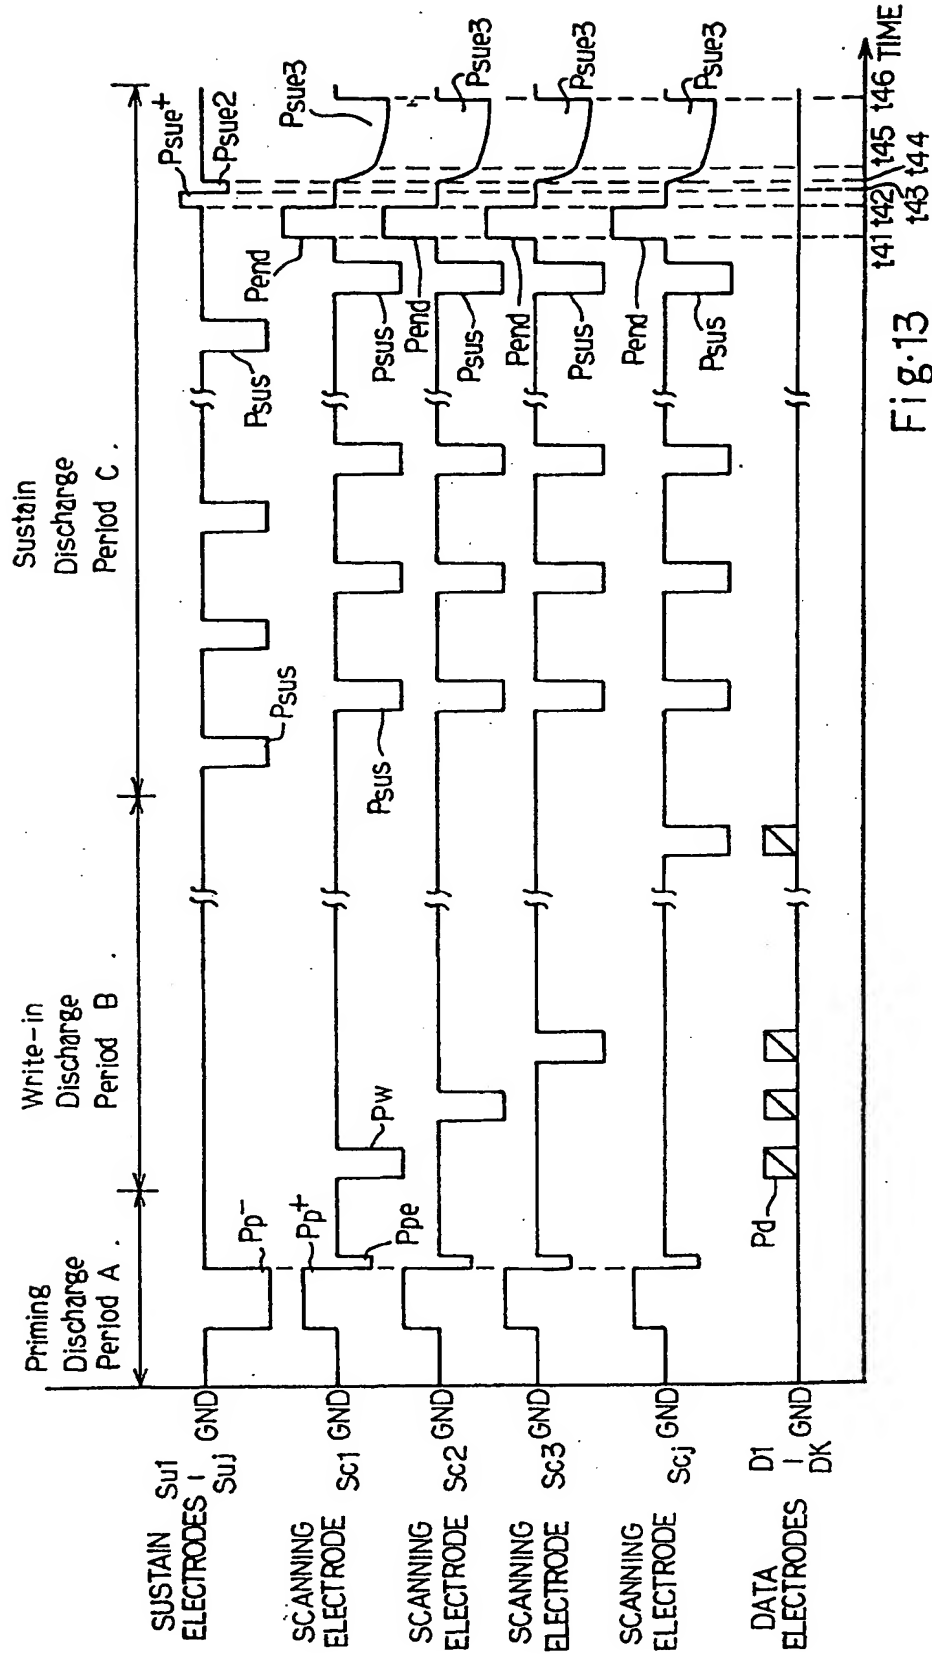 Priming
Discharge
Period A .
Write-in
Discharge
Period B .
Sustain
Discharge
Period C .
SUSTAIN
ELECTRODES
Su1
I
Suj
GND
Pp-
Psus
Psus
Psue+
Psue2
SCANNING
ELECTRODE
Sc1
GND
Pp+
Ppe
Pw
Psus
Psus
Pend
Psue3
SCANNING
ELECTRODE
Sc2
GND
Psus
Pend
Psue3
SCANNING
ELECTRODE
Sc3
GND
Psus
Pend
Psue3
SCANNING
ELECTRODE
Scj
GND
Psus
Pend
Psue3
DATA
ELECTRODES
D1
I
DK
GND
Pd
t41 t42 t43 t44 t45 t46 TIME
Fig.13